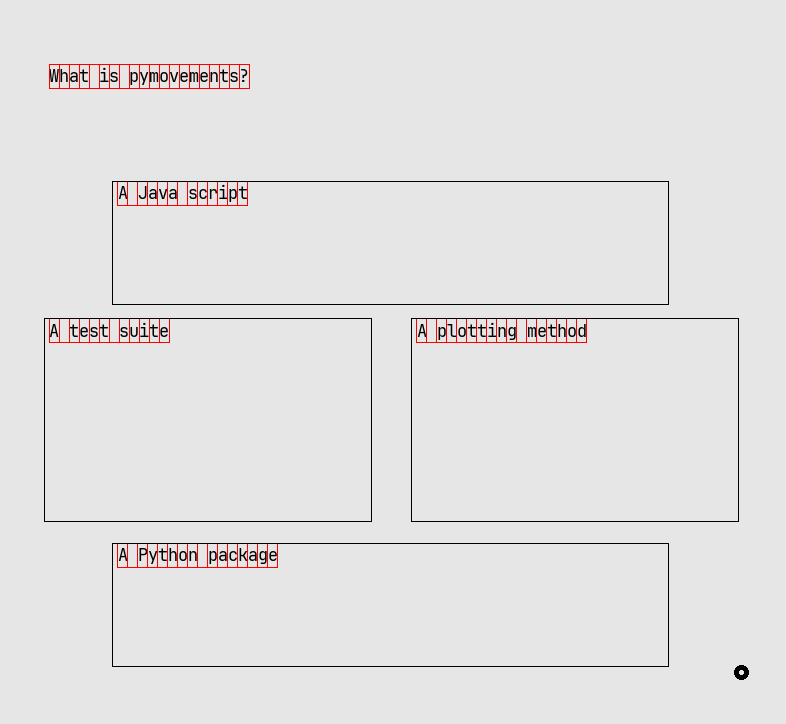 What is pymovements?
A Java script
A test suite
A plotting method
A Python package